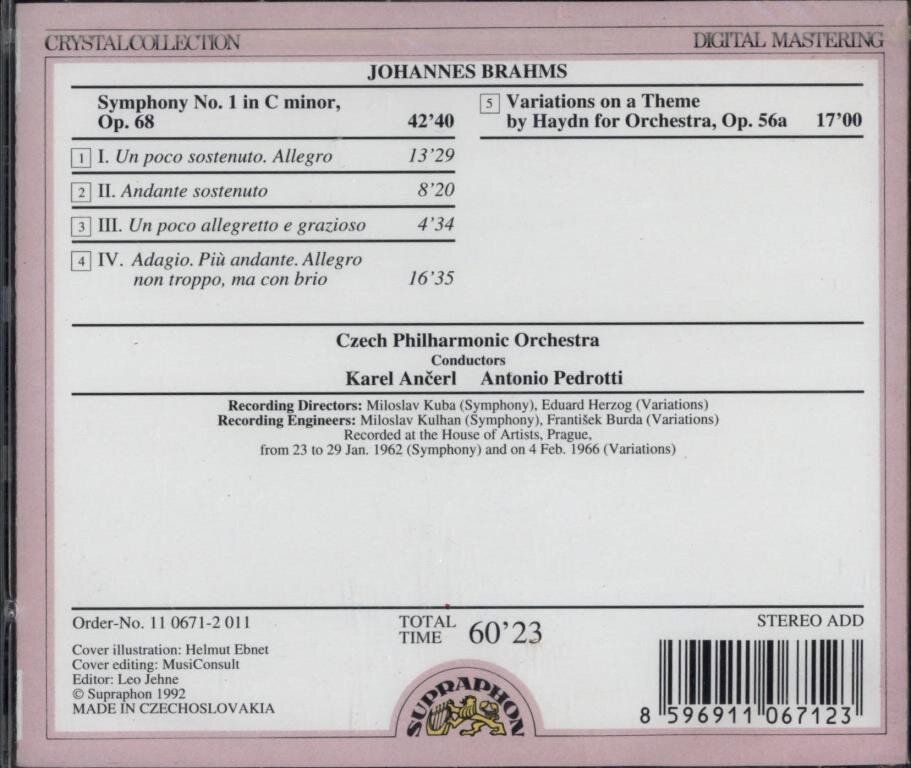 CRYSTALCOLLECTION
DIGITAL MASTERING
JOHANNES BRAHMS
Symphony No. 1 in C minor,
Op. 68 42’40
1 I. Un poco sostenuto. Allegro 13’29
2 II. Andante sostenuto 8’20
3 III. Un poco allegretto e grazioso 4’34
4 IV. Adagio. Più andante. Allegro
non troppo, ma con brio 16’35
5 Variations on a Theme
by Haydn for Orchestra, Op. 56a 17’00
Czech Philharmonic Orchestra
Conductors
Karel Ančerl Antonio Pedrotti
Recording Directors: Miloslav Kuba (Symphony), Eduard Herzog (Variations)
Recording Engineers: Miloslav Kulhan (Symphony), František Burda (Variations)
Recorded at the House of Artists, Prague,
from 23 to 29 Jan. 1962 (Symphony) and on 4 Feb. 1966 (Variations)
Order-No. 11 0671-2 011
Cover illustration: Helmut Ebnet
Cover editing: MusiConsult
Editor: Leo Jehne
© Supraphon 1992
MADE IN CZECHOSLOVAKIA
TOTAL
TIME 60’23
SUPRAPHON
STEREO ADD
8 596911 067123